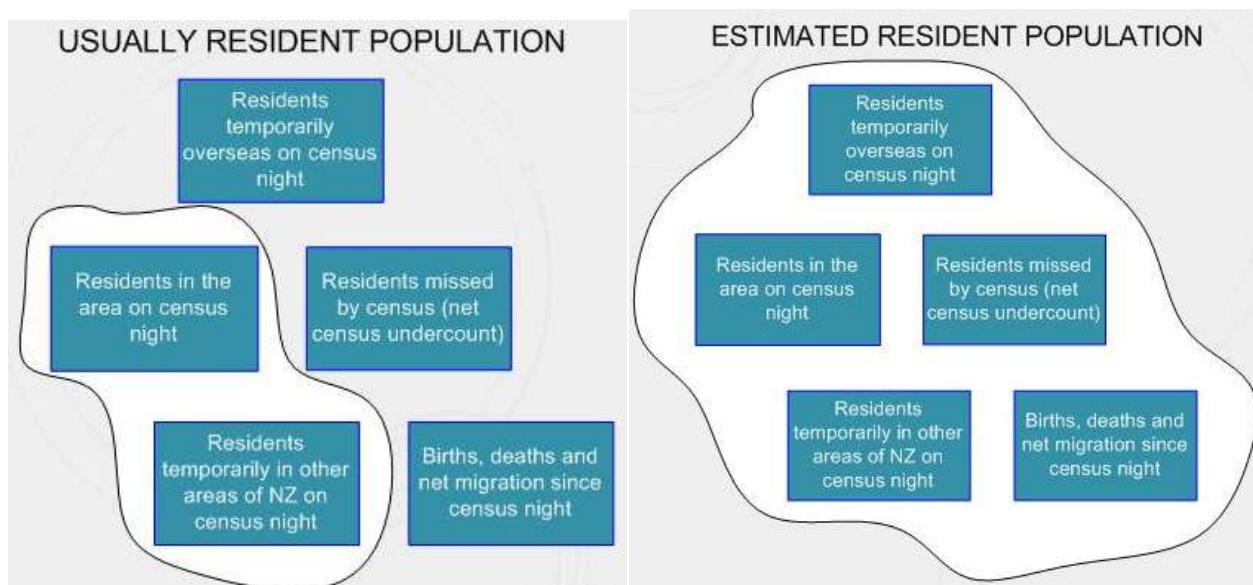 USUALLY RESIDENT POPULATION
Residents
temporarily
overseas on census
night
Residents in the
area on census
night
Residents missed
by census (net
census undercount)
Residents
temporarily in other
areas of NZ on
census night
Births, deaths and
net migration since
census night
ESTIMATED RESIDENT POPULATION
Residents
temporarily
overseas on
census night
Residents in the
area on census
night
Residents missed
by census (net
census undercount)
Residents
temporarily in other
areas of NZ on
census night
Births, deaths and
net migration since
census night